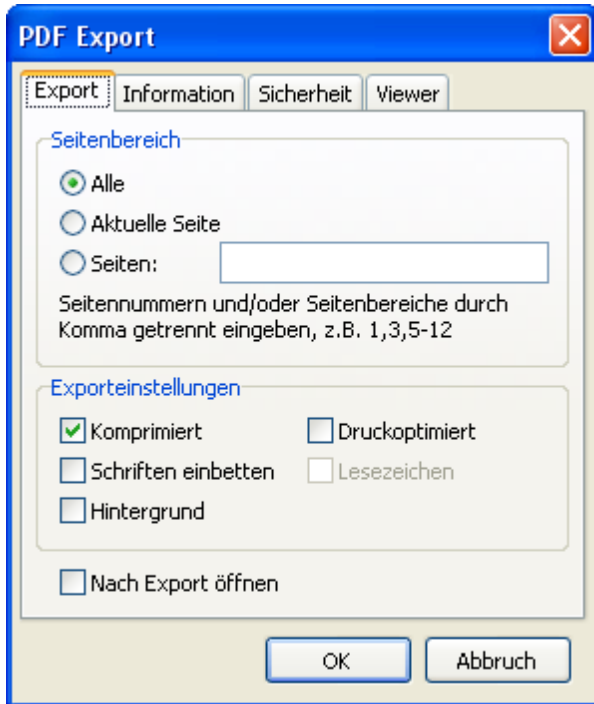 PDF Export
Export Information Sicherheit Viewer
Seitenbereich
Alle
Aktuelle Seite
Seiten:
Seitennummern und/oder Seitenbereiche durch
Komma getrennt eingeben, z.B. 1,3,5-12
Exporteinstellungen
Komprimiert Druckoptimiert
Schriften einbetten Lesezeichen
Hintergrund
Nach Export öffnen
OK Abbruch